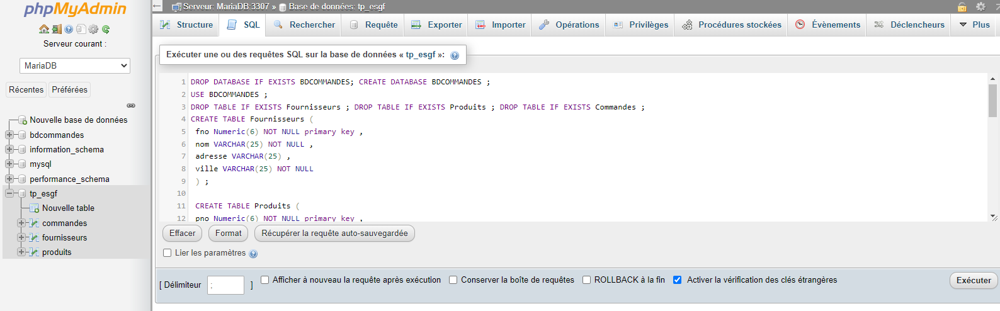 phpMyAdmin
Serveur courant :
MariaDB
Récentes Préférées
Nouvelle base de données
bdcommandes
information_schema
mysql
performance_schema
tp_esgf
Nouvelle table
commandes
fournisseurs
produits
Serveur: MariaDB:3307 » Base de données: tp_esgf
Structure SQL Rechercher Requête Exporter Importer Opérations Privilèges Procédures stockées Évènements Déclencheurs Plus
Exécuter une ou des requêtes SQL sur la base de données « tp_esgf »:
1 DROP DATABASE IF EXISTS BDCOMMANDES; CREATE DATABASE BDCOMMANDES ;
2 USE BDCOMMANDES ;
3 DROP TABLE IF EXISTS Fournisseurs ; DROP TABLE IF EXISTS Produits ; DROP TABLE IF EXISTS Commandes ;
4 CREATE TABLE Fournisseurs (
5 fno Numeric(6) NOT NULL primary key ,
6 nom VARCHAR(25) NOT NULL ,
7 adresse VARCHAR(25) ,
8 ville VARCHAR(25) NOT NULL
9 ) ;
10
11 CREATE TABLE Produits (
12 pno Numeric(6) NOT NULL primary key ,
Effacer Format Récupérer la requête auto-sauvegardée
Lier les paramètres
[ Délimiteur ; ] Afficher à nouveau la requête après exécution Conserver la boîte de requêtes ROLLBACK à la fin Activer la vérification des clés étrangères Exécuter